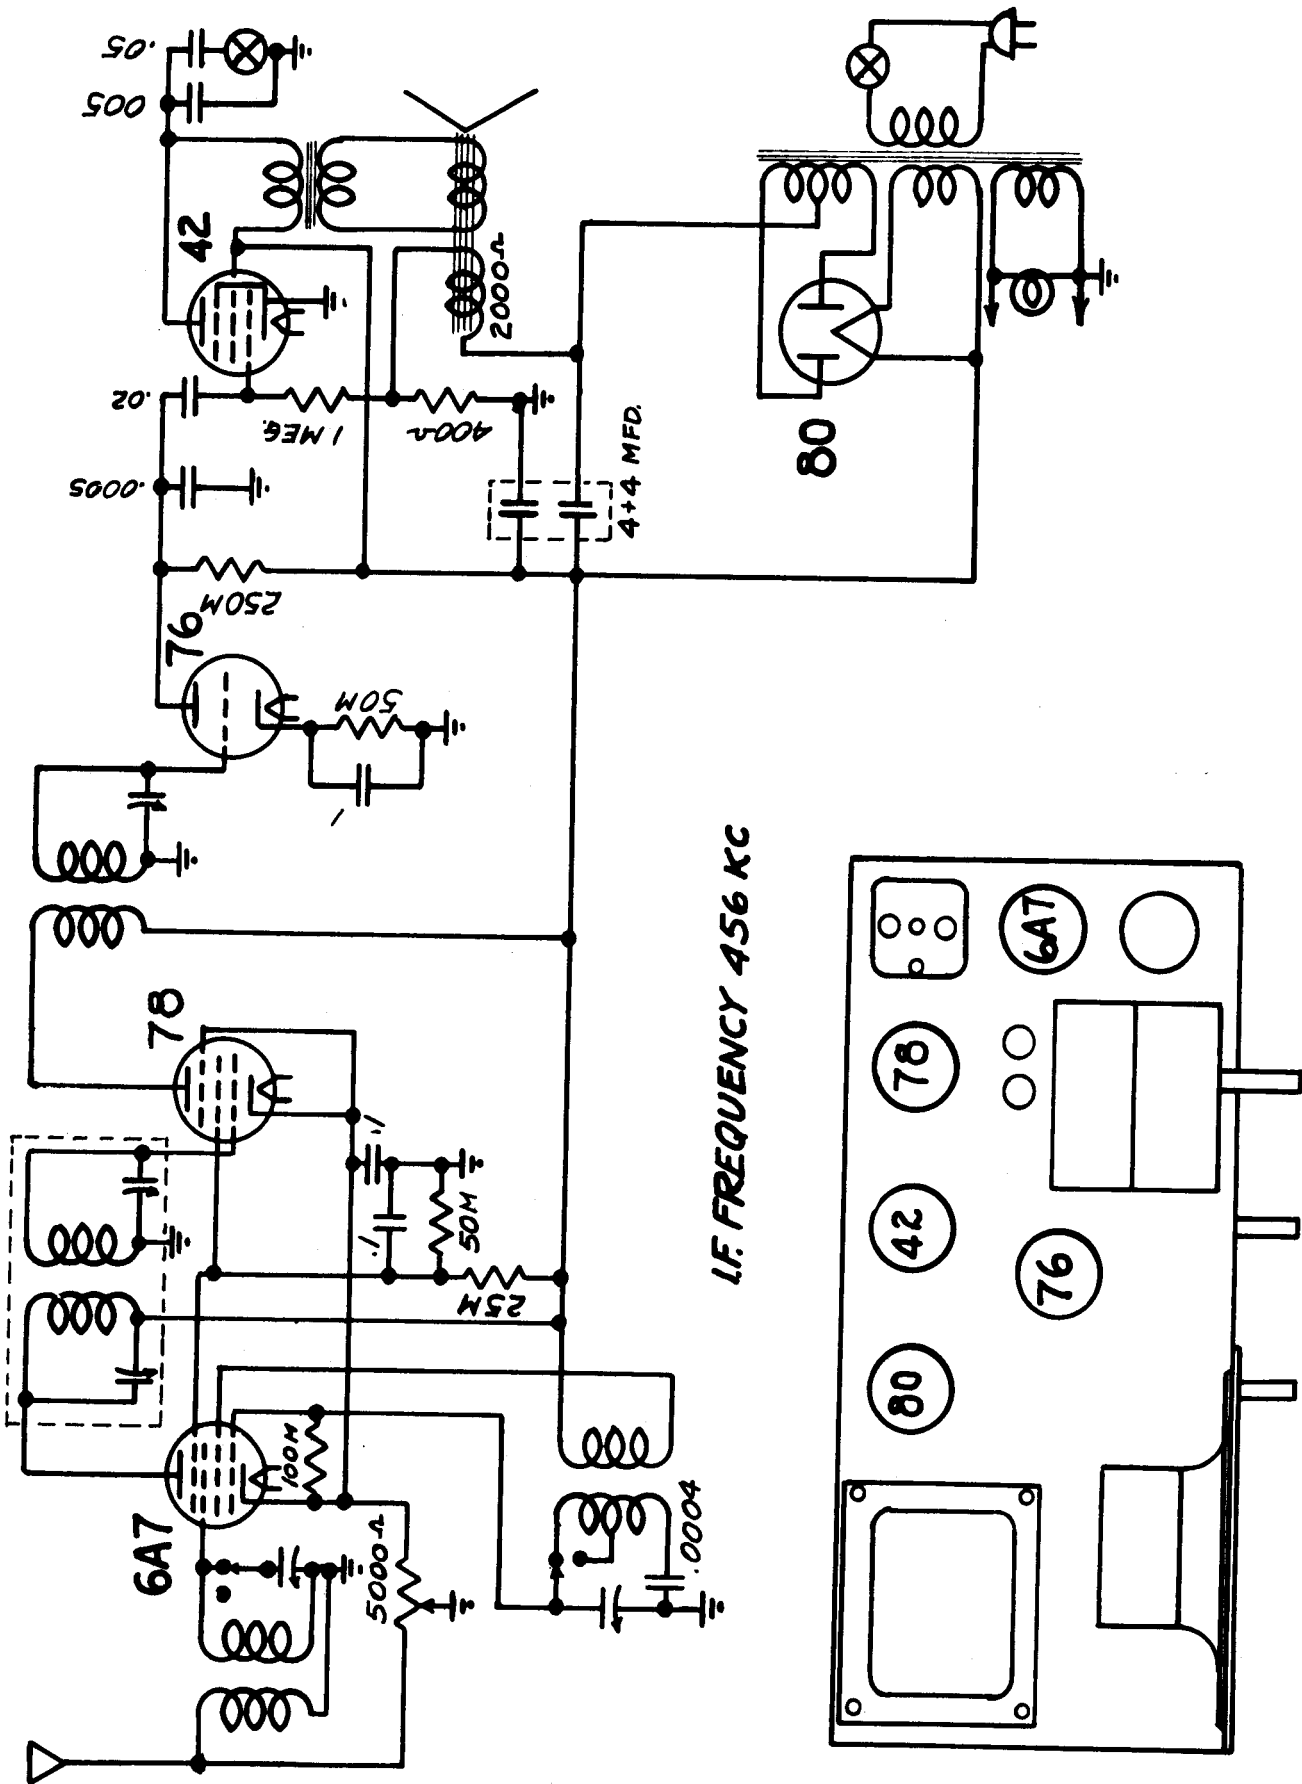 6A7
78
76
42
.05
.005
.02
.0005
250M
1 MEG.
400Ω
2000Ω
50M
.1
4+4 MFD.
80
100M
5000Ω
.1
.1
50M
25M
.0004
I.F. FREQUENCY 456 KC
80
42
78
76
6A7